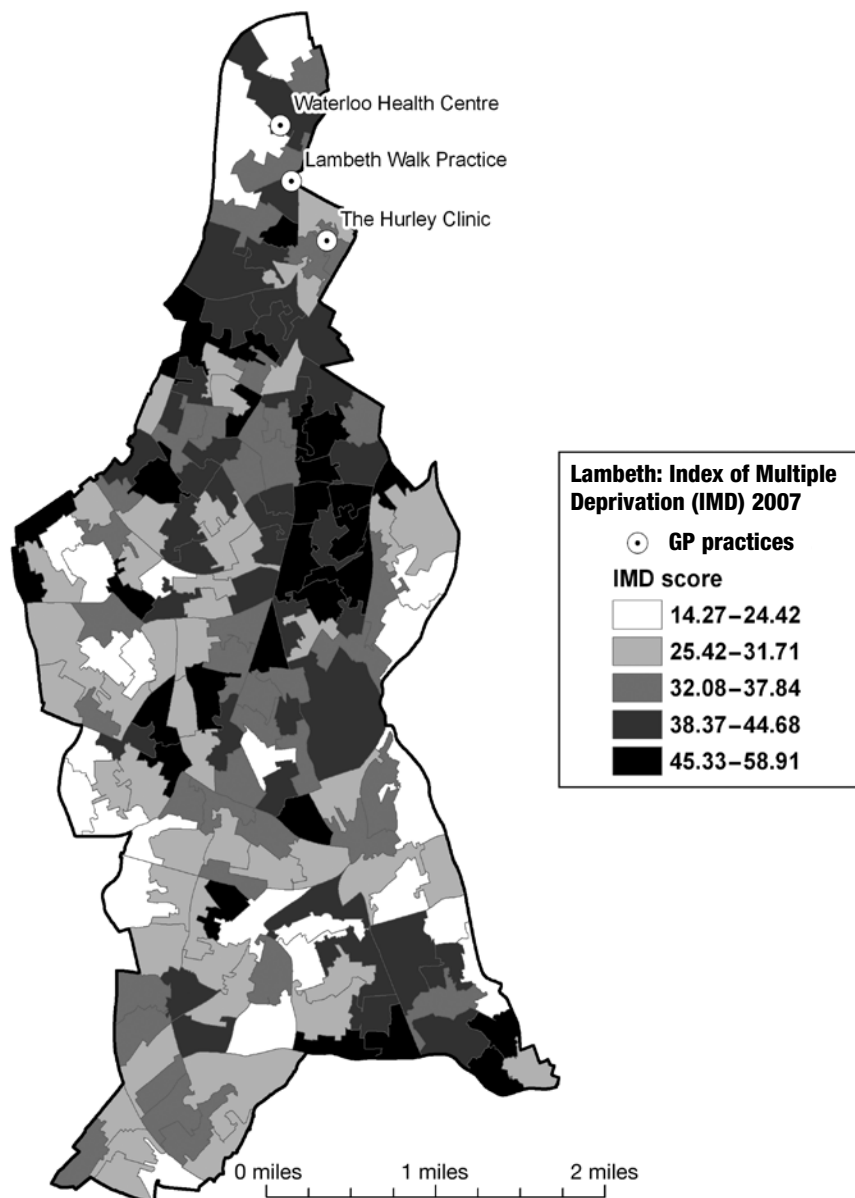 Waterloo Health Centre
Lambeth Walk Practice
The Hurley Clinic
Lambeth: Index of Multiple
Deprivation (IMD) 2007
GP practices
IMD score
14.27–24.42
25.42–31.71
32.08–37.84
38.37–44.68
45.33–58.91
0 miles 1 mile 2 miles